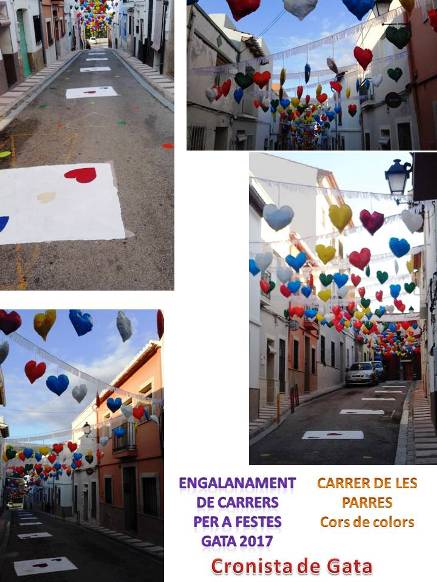 ENGALANAMENT
DE CARRERS
PER A FESTES
GATA 2017
CARRER DE LES
PARRES
Cors de colors
Cronista de Gata